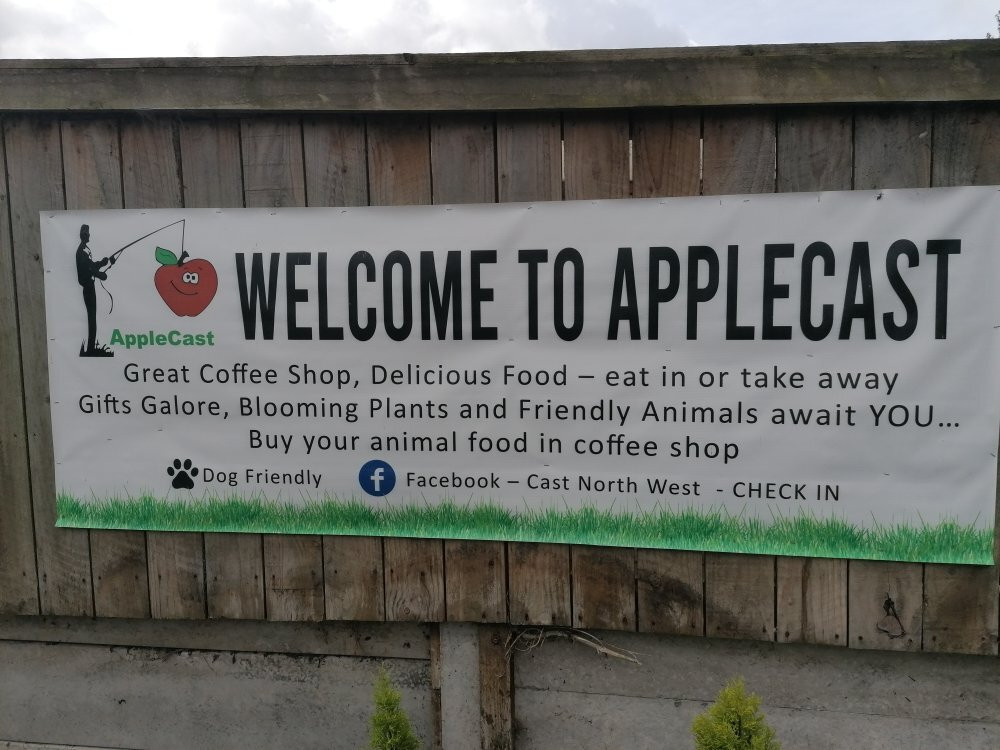 WELCOME TO APPLECAST
AppleCast
Great Coffee Shop, Delicious Food – eat in or take away
Gifts Galore, Blooming Plants and Friendly Animals await YOU...
Buy your animal food in coffee shop
Dog Friendly f Facebook – Cast North West - CHECK IN